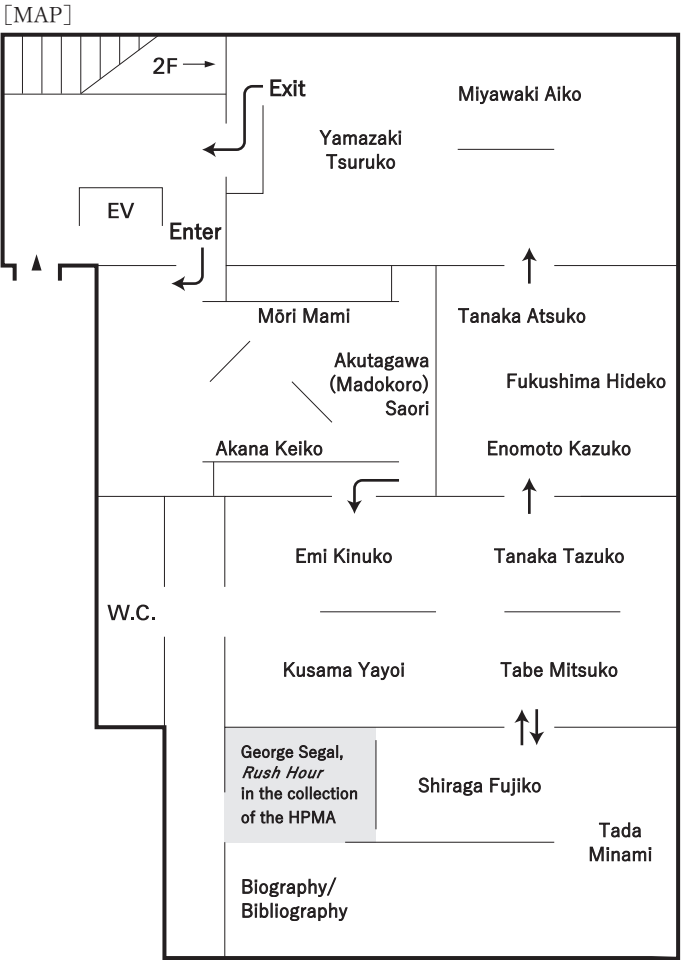 [MAP]
2F
Exit
Miyawaki Aiko
Yamazaki
Tsuruko
EV
Enter
Mōri Mami
Tanaka Atsuko
Akutagawa
(Madokoro)
Saori
Fukushima Hideko
Akana Keiko
Enomoto Kazuko
Emi Kinuko
Tanaka Tazuko
W.C.
Kusama Yayoi
Tabe Mitsuko
George Segal,
Rush Hour
in the collection
of the HPMA
Shiraga Fujiko
Tada
Minami
Biography/
Bibliography